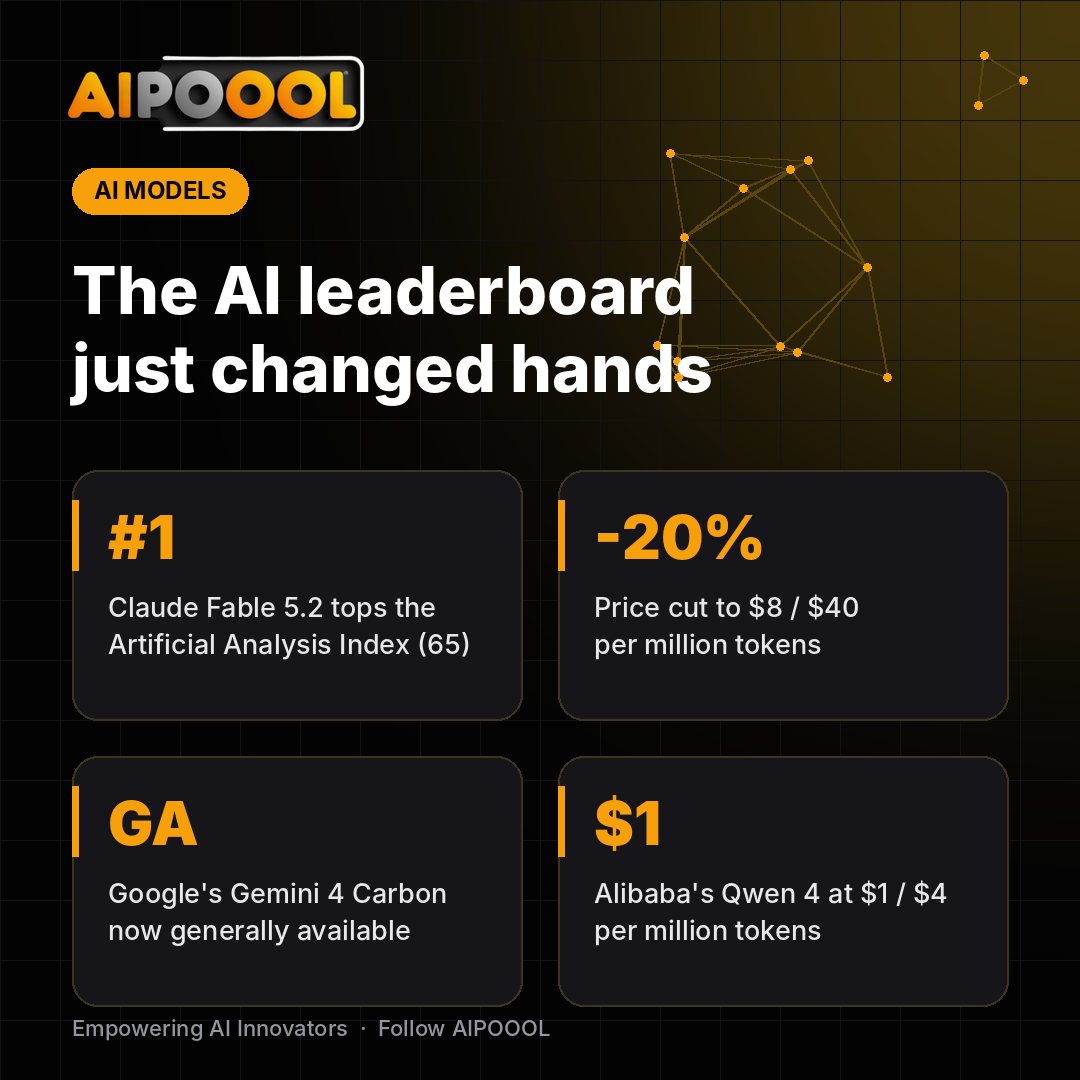 AIPOOOL
AI MODELS
The AI leaderboard
just changed hands
#1
Claude Fable 5.2 tops the
Artificial Analysis Index (65)
-20%
Price cut to $8 / $40
per million tokens
GA
Google's Gemini 4 Carbon
now generally available
$1
Alibaba's Qwen 4 at $1 / $4
per million tokens
Empowering AI Innovators · Follow AIPOOOL